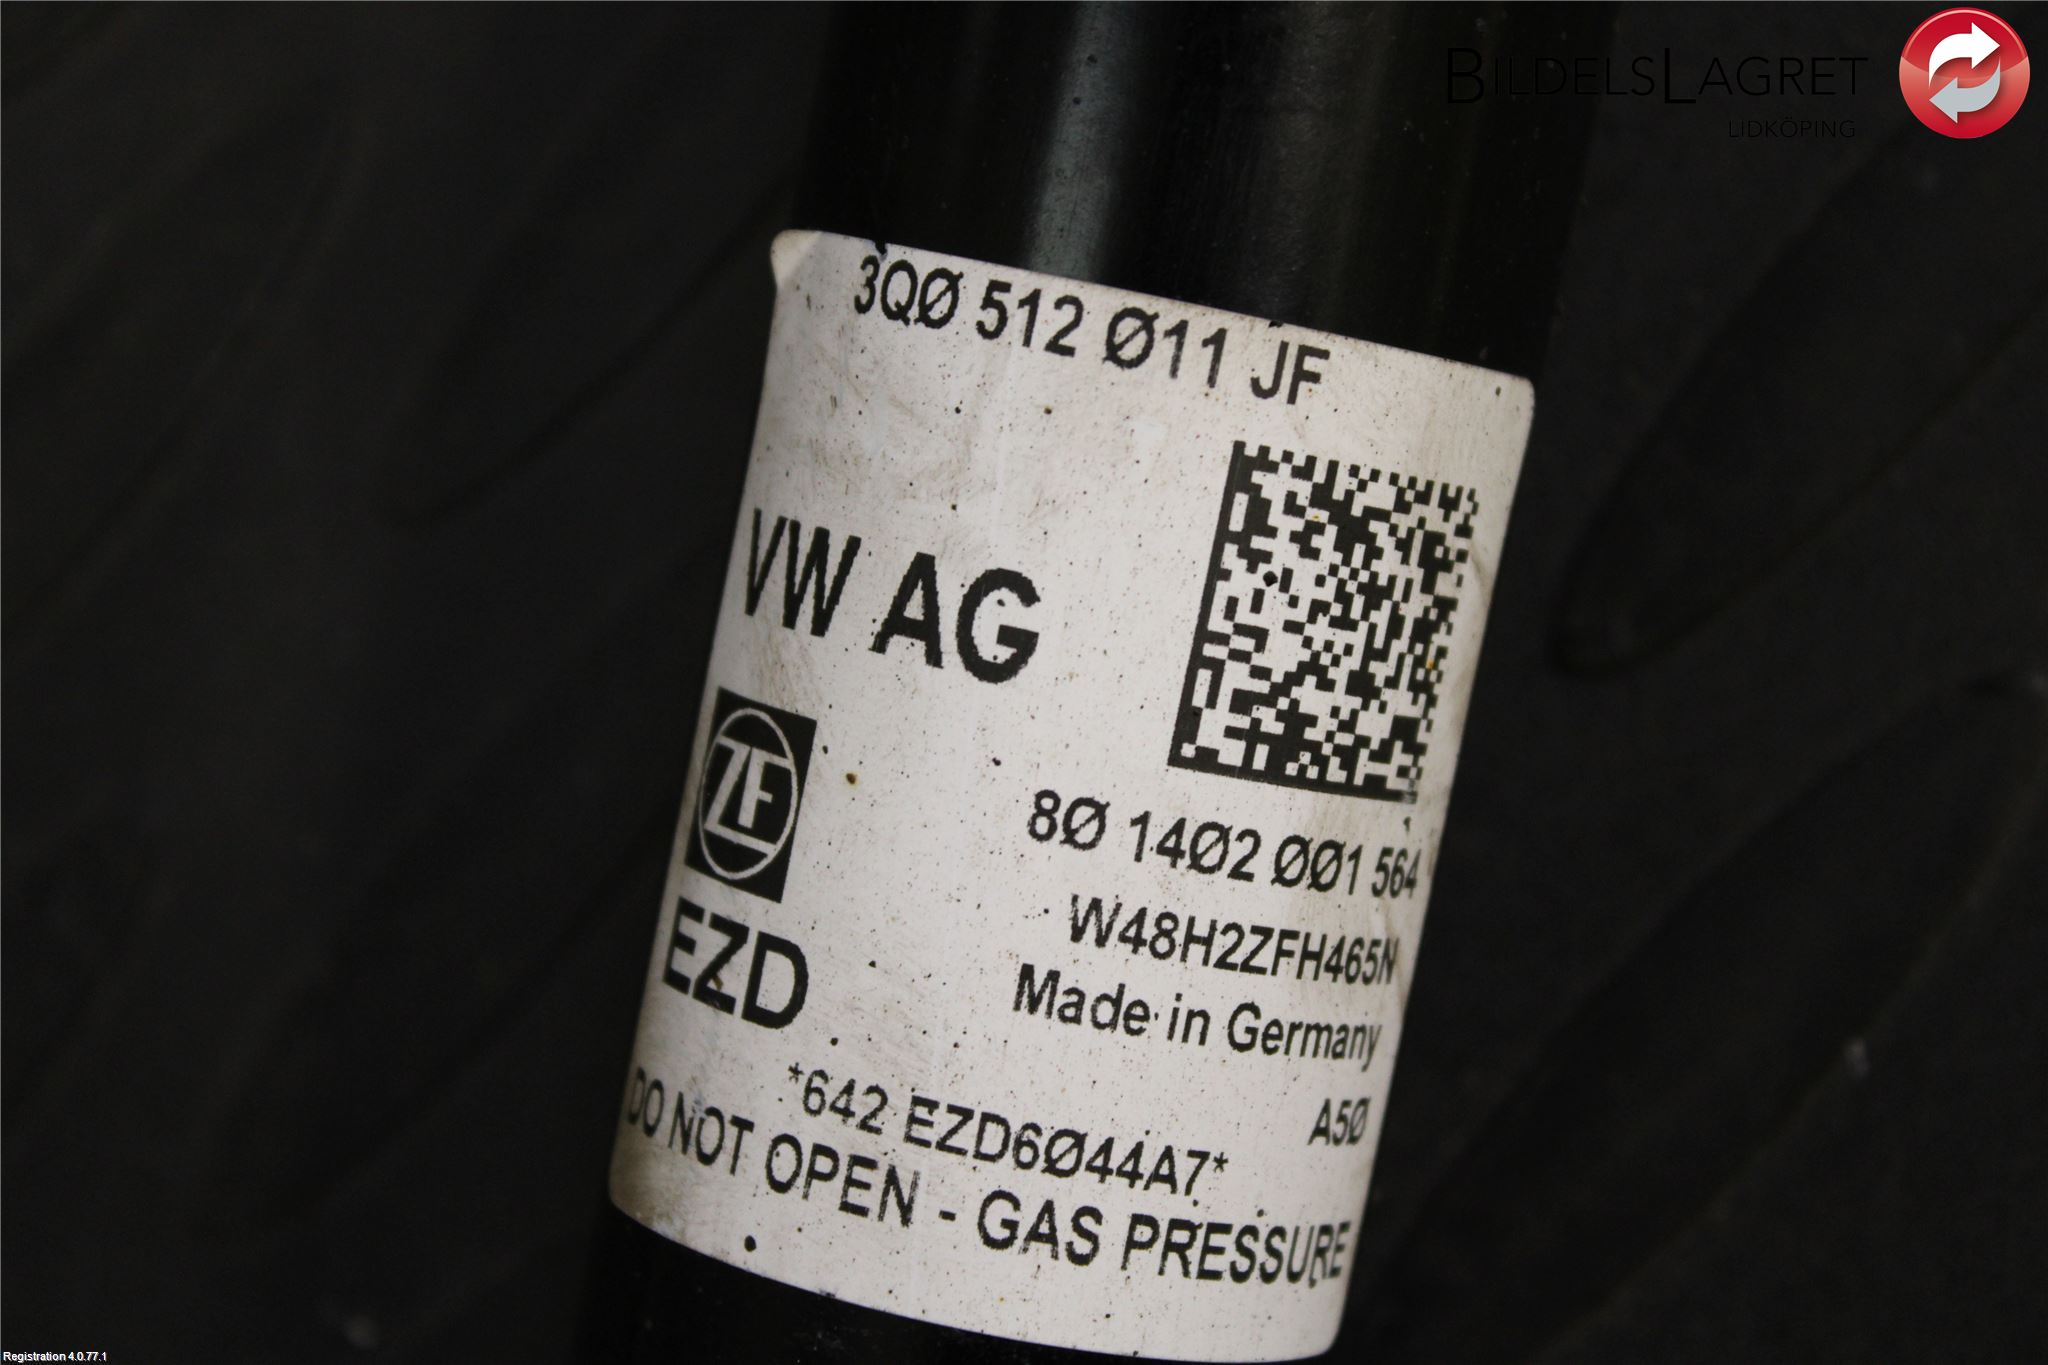 BILDELSLAGRET
LIDKÖPING
3QØ 512 Ø11 JF
VW AG
ZF
8Ø 14Ø2 ØØ1 564
W48H2ZFH465N
EZD
Made in Germany
A5Ø
*642 EZD6Ø44A7*
DO NOT OPEN - GAS PRESSURE
Registration 4.0.77.1